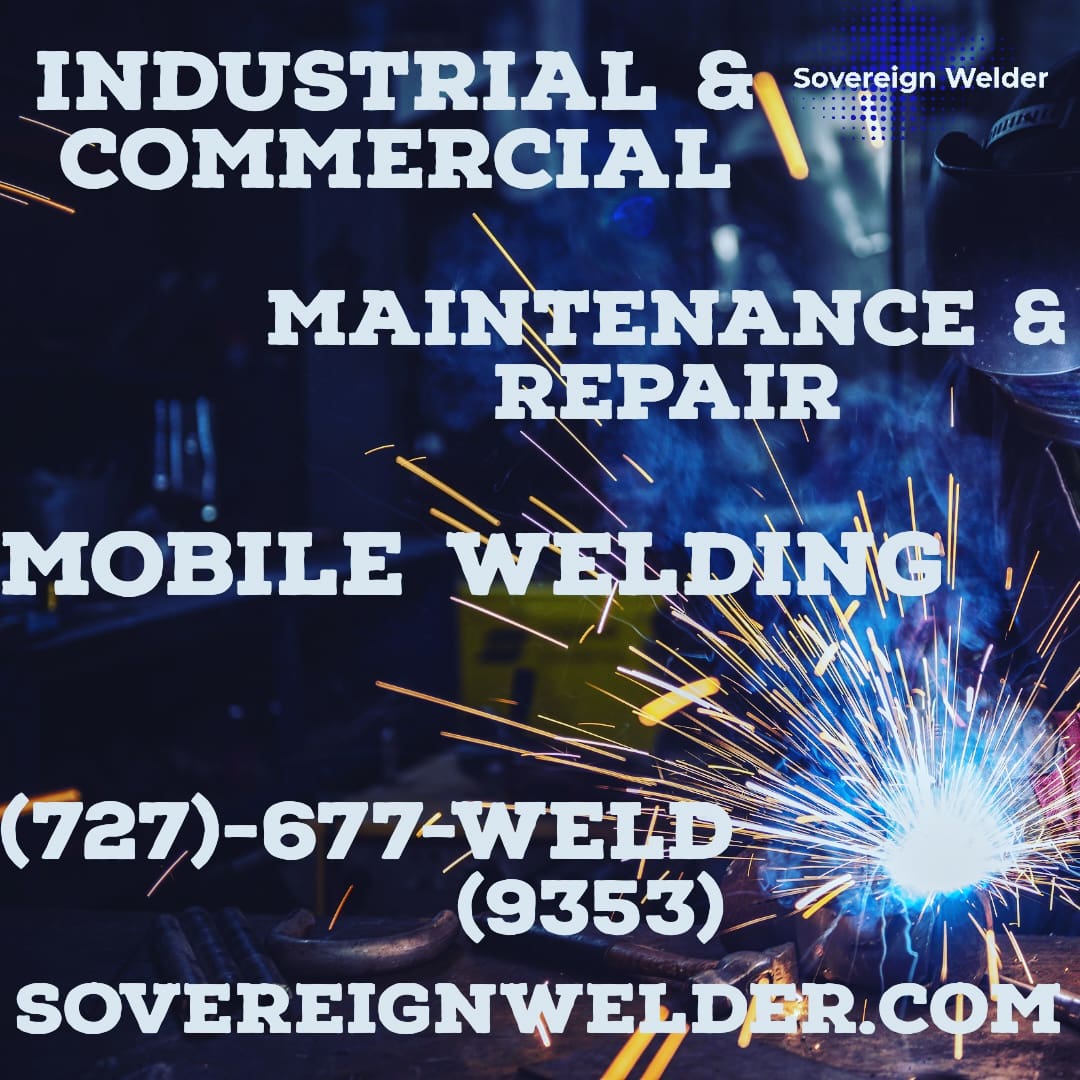 INDUSTRIAL &
COMMERCIAL
Sovereign Welder
MAINTENANCE &
REPAIR
MOBILE WELDING
(727)-677-WELD
(9353)
SOVEREIGNWELDER.COM